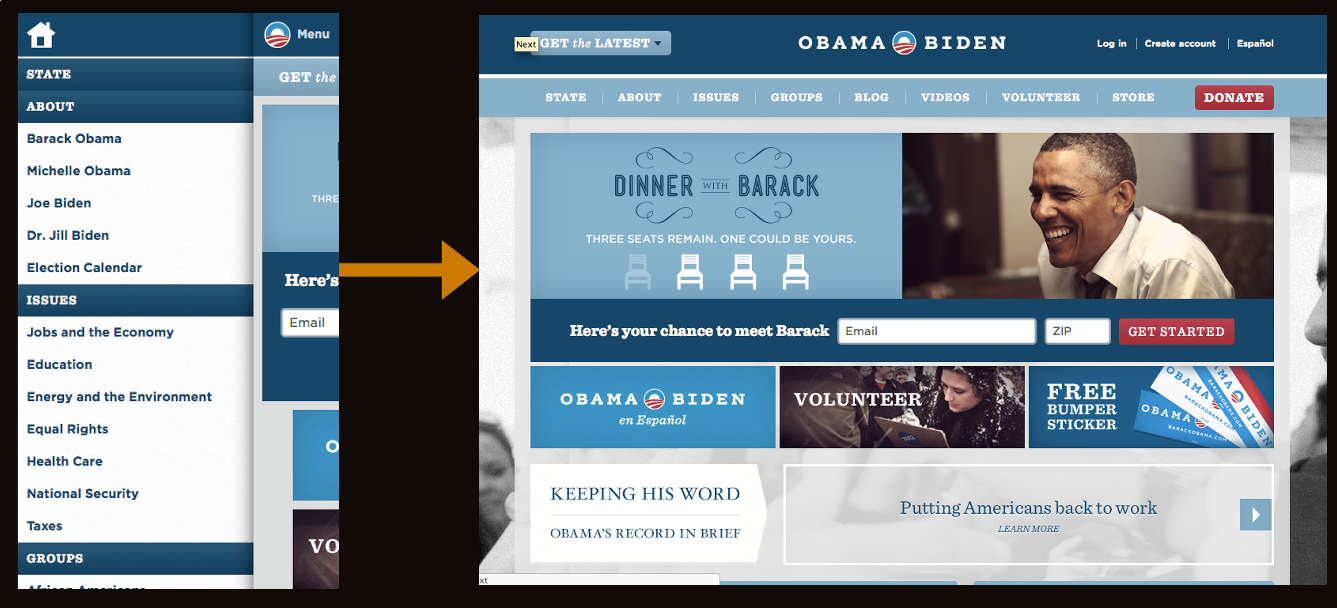 STATE
ABOUT
Barack Obama
Michelle Obama
Joe Biden
Dr. Jill Biden
Election Calendar
ISSUES
Jobs and the Economy
Education
Energy and the Environment
Equal Rights
Health Care
National Security
Taxes
GROUPS
African Americans
Menu
GET the
THRE
Here's
Email
O
VO
Next
GET the LATEST
OBAMA BIDEN
Log in
Create account
Español
STATE
ABOUT
ISSUES
GROUPS
BLOG
VIDEOS
VOLUNTEER
STORE
DONATE
DINNER WITH BARACK
THREE SEATS REMAIN. ONE COULD BE YOURS.
Here's your chance to meet Barack
Email
ZIP
GET STARTED
OBAMA BIDEN
en Español
VOLUNTEER
FREE
BUMPER
STICKER
OBAMA BIDEN
BARACKOBAMA.COM
KEEPING HIS WORD
OBAMA'S RECORD IN BRIEF
Putting Americans back to work
LEARN MORE
xt